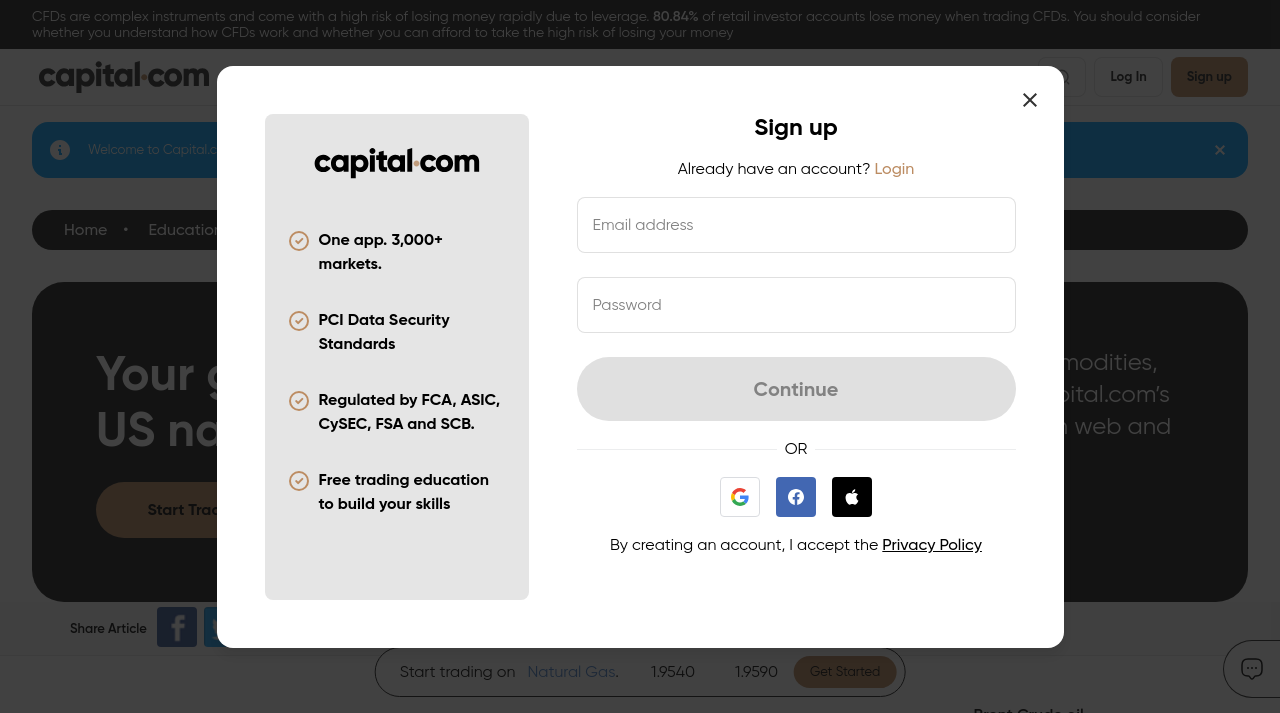 CFDs are complex instruments and come with a high risk of losing money rapidly due to leverage. 80.84% of retail investor accounts lose money when trading CFDs. You should consider
whether you understand how CFDs work and whether you can afford to take the high risk of losing your money
capital.com
Log In
Sign up
Welcome to Capital.c
Home
Education
Your g
US na
modities,
pital.com's
n web and
Start Trad
Share Article
Start trading on Natural Gas. 1.9540 1.9590 Get Started
Brent Crude oil
capital.com
One app. 3,000+
markets.
PCI Data Security
Standards
Regulated by FCA, ASIC,
CySEC, FSA and SCB.
Free trading education
to build your skills
Sign up
Already have an account? Login
Email address
Password
Continue
OR
By creating an account, I accept the Privacy Policy